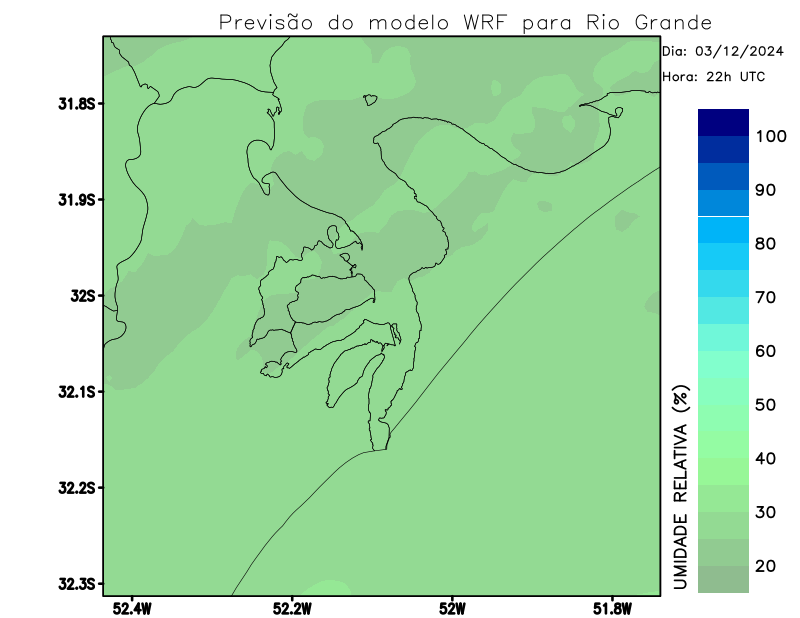 Previsão do modelo WRF para Rio Grande
Dia: 03/12/2024
Hora: 22h UTC
31.8S
31.9S
32S
32.1S
32.2S
32.3S
52.4W
52.2W
52W
51.8W
100
90
80
70
60
50
40
30
20
UMIDADE RELATIVA (%)